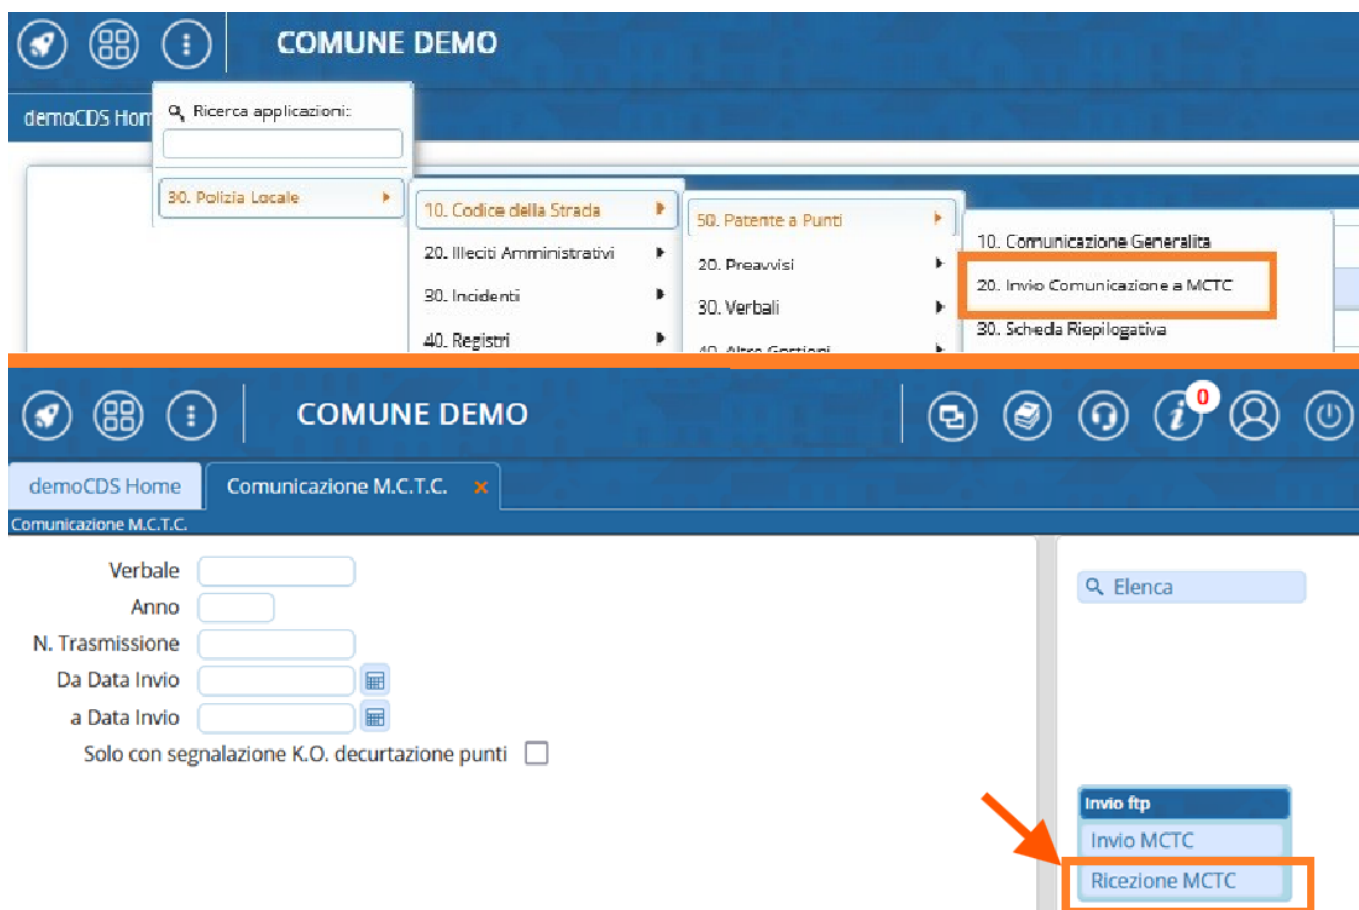 COMUNE DEMO
demoCDS Hom
Ricerca applicazioni::
30. Polizia Locale
10. Codice della Strada
20. Illeciti Amministrativi
30. Incidenti
40. Registri
50. Patente a Punti
20. Preavvisi
30. Verbali
40. Altre Gestioni
10. Comunicazione Generalita
20. Invio Comunicazione a MCTC
30. Scheda Riepilogativa
COMUNE DEMO
0
demoCDS Home
Comunicazione M.C.T.C.
Comunicazione M.C.T.C.
Verbale
Anno
N. Trasmissione
Da Data Invio
a Data Invio
Solo con segnalazione K.O. decurtazione punti
Elenca
Invio ftp
Invio MCTC
Ricezione MCTC